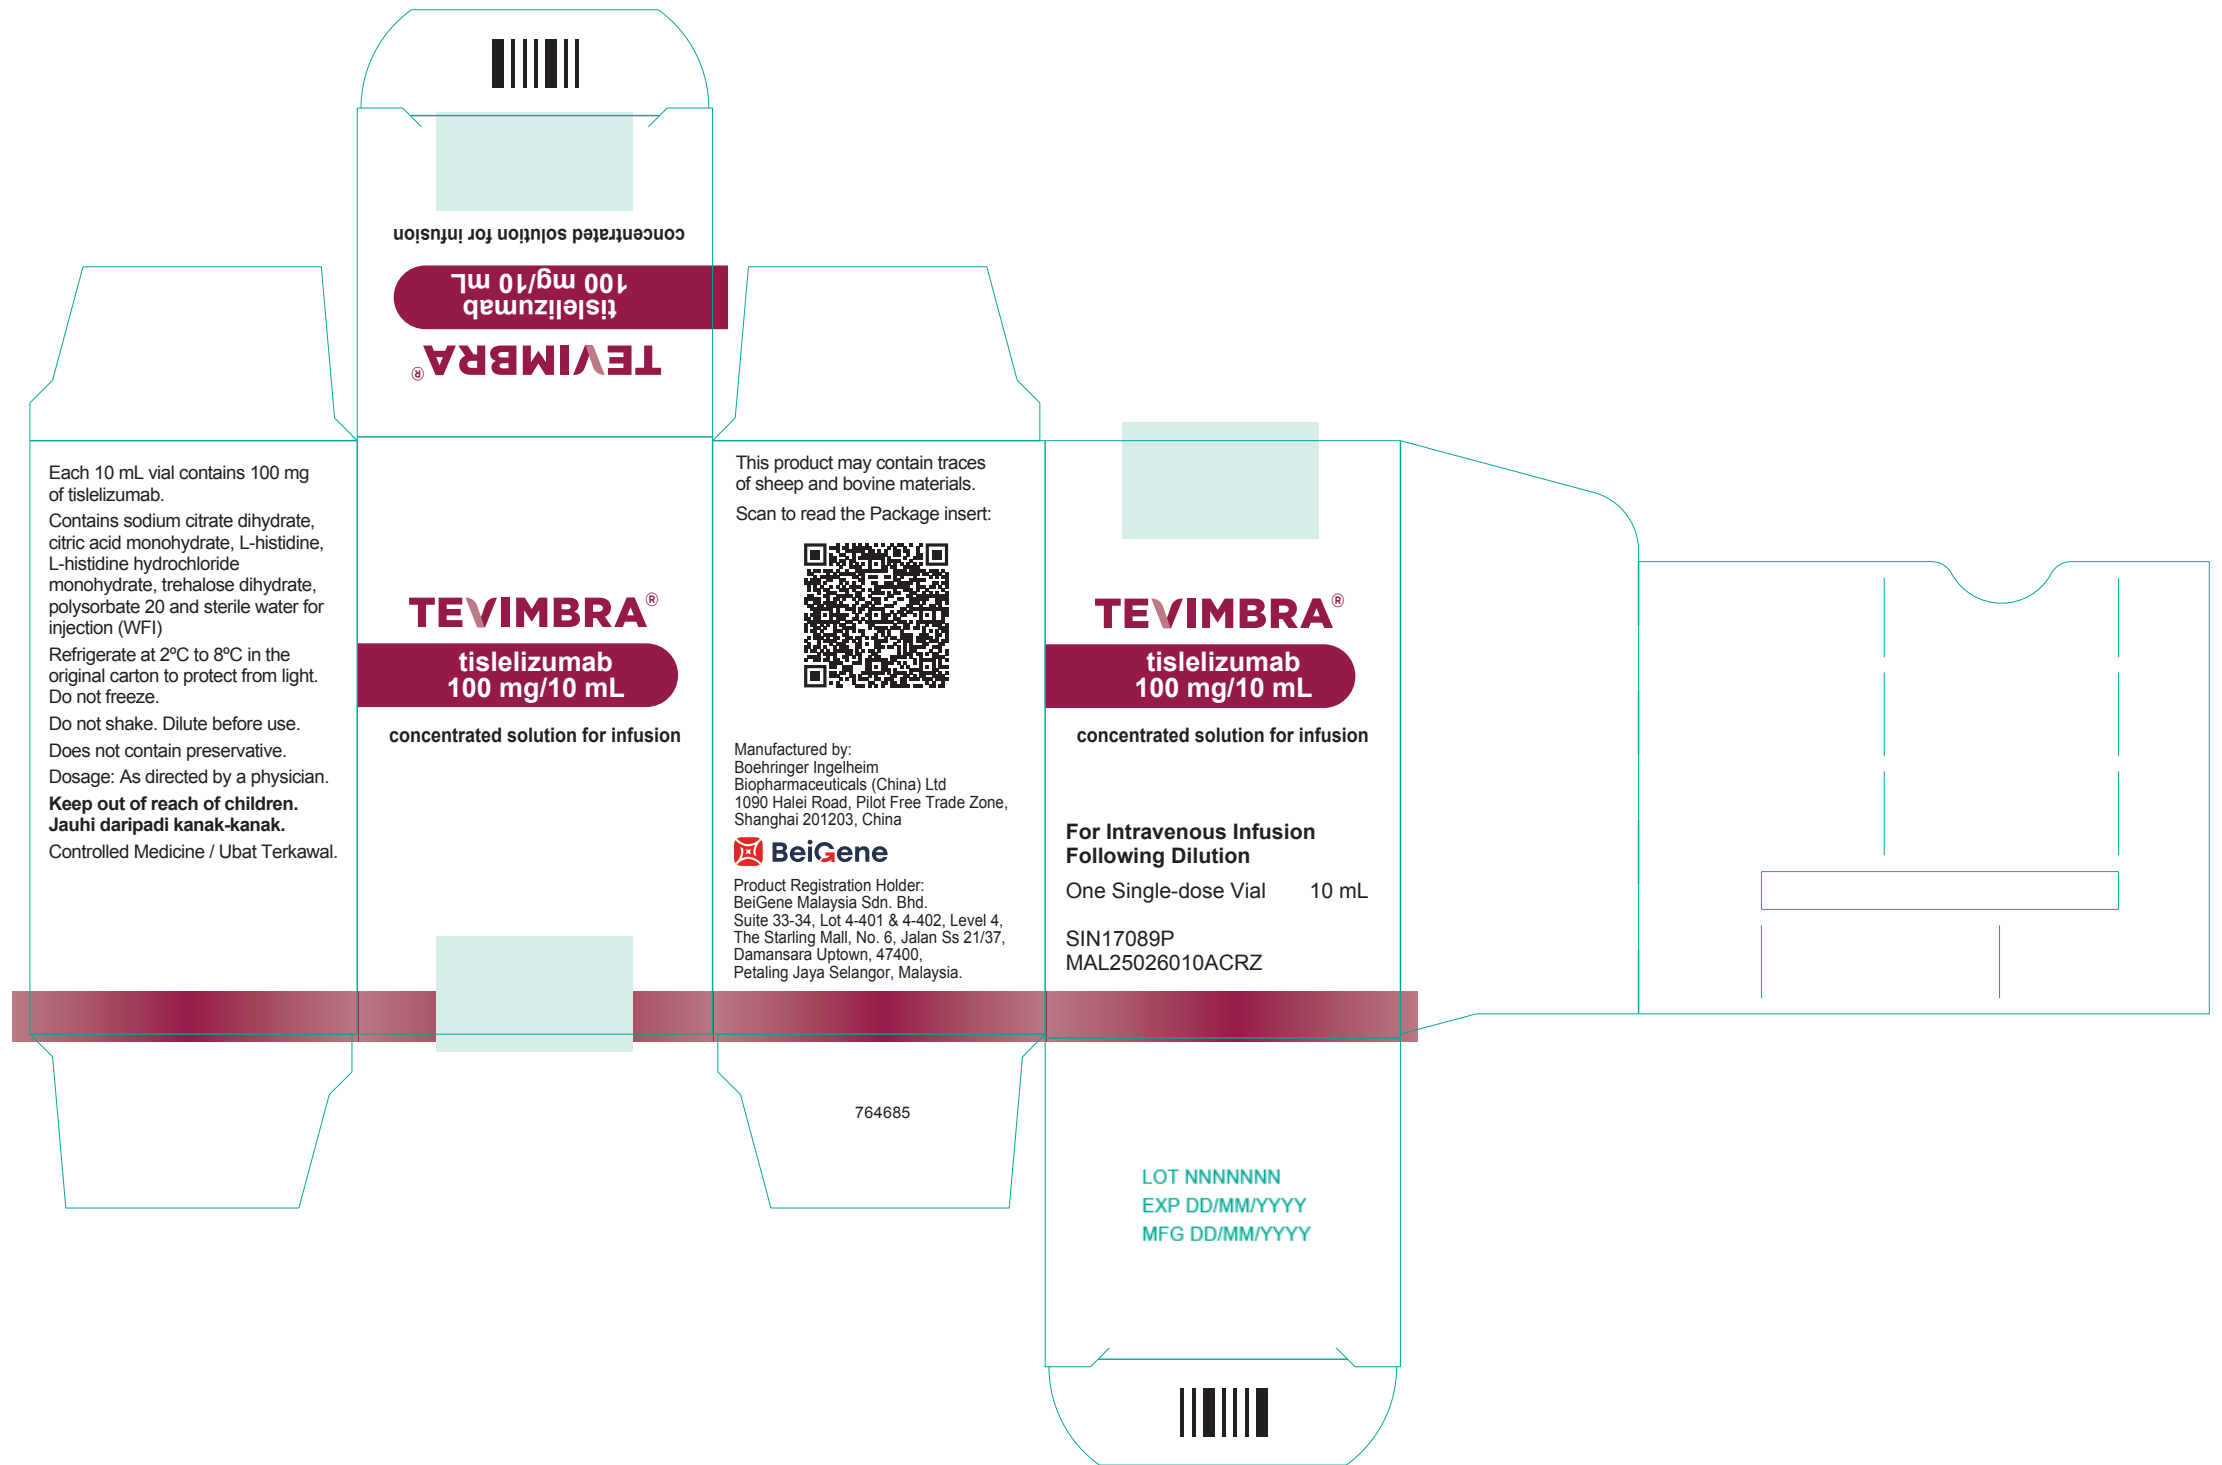 concentrated solution for infusion
100 mg/10 mL
tislelizumab
TEVIMBRA®
Each 10 mL vial contains 100 mg
of tislelizumab.
Contains sodium citrate dihydrate,
citric acid monohydrate, L-histidine,
L-histidine hydrochloride
monohydrate, trehalose dihydrate,
polysorbate 20 and sterile water for
injection (WFI)
Refrigerate at 2ºC to 8ºC in the
original carton to protect from light.
Do not freeze.
Do not shake. Dilute before use.
Does not contain preservative.
Dosage: As directed by a physician.
Keep out of reach of children.
Jauhi daripadi kanak-kanak.
Controlled Medicine / Ubat Terkawal.
TEVIMBRA®
tislelizumab
100 mg/10 mL
concentrated solution for infusion
This product may contain traces
of sheep and bovine materials.
Scan to read the Package insert:
Manufactured by:
Boehringer Ingelheim
Biopharmaceuticals (China) Ltd
1090 Halei Road, Pilot Free Trade Zone,
Shanghai 201203, China
BeiGene
Product Registration Holder:
BeiGene Malaysia Sdn. Bhd.
Suite 33-34, Lot 4-401 & 4-402, Level 4,
The Starling Mall, No. 6, Jalan Ss 21/37,
Damansara Uptown, 47400,
Petaling Jaya Selangor, Malaysia.
764685
TEVIMBRA®
tislelizumab
100 mg/10 mL
concentrated solution for infusion
For Intravenous Infusion
Following Dilution
One Single-dose Vial 10 mL
SIN17089P
MAL25026010ACRZ
LOT NNNNNNN
EXP DD/MM/YYYY
MFG DD/MM/YYYY